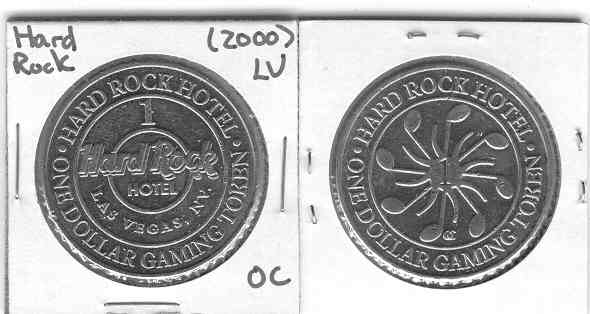 Hard (2000)
Rock LV
• HARD ROCK HOTEL •
ONE DOLLAR GAMING TOKEN
1
Hard Rock
HOTEL
LAS VEGAS, NV.
OC
• HARD ROCK HOTEL •
ONE DOLLAR GAMING TOKEN
1